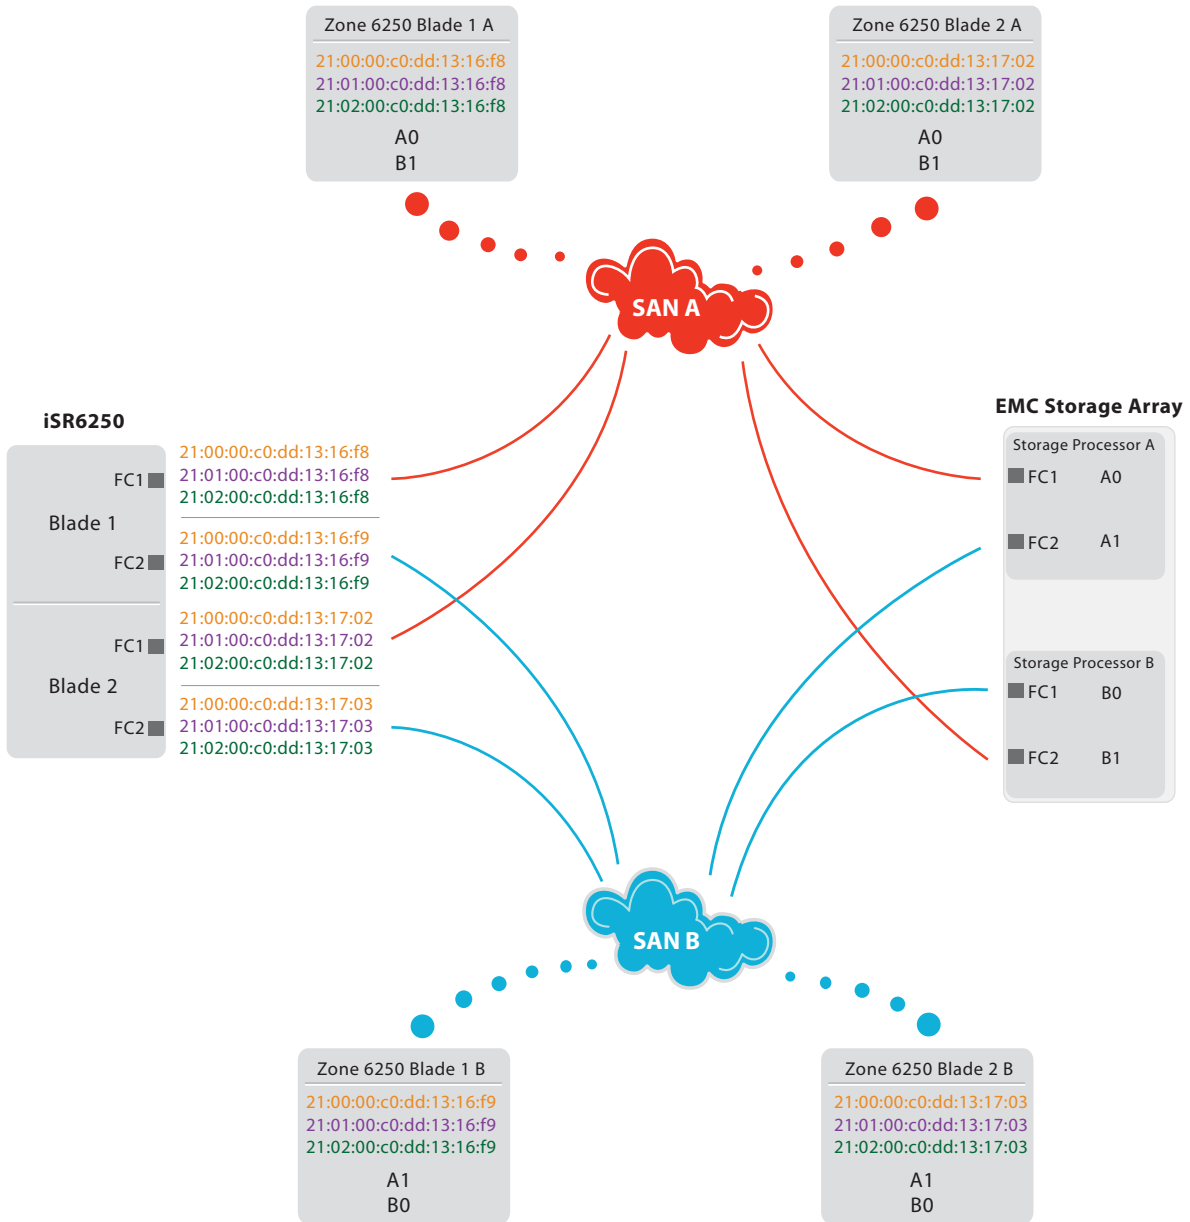 Zone 6250 Blade 1 A
21:00:00:c0:dd:13:16:f8
21:01:00:c0:dd:13:16:f8
21:02:00:c0:dd:13:16:f8
A0
B1
Zone 6250 Blade 2 A
21:00:00:c0:dd:13:17:02
21:01:00:c0:dd:13:17:02
21:02:00:c0:dd:13:17:02
A0
B1
SAN A
iSR6250
FC1
Blade 1
FC2
FC1
Blade 2
FC2
21:00:00:c0:dd:13:16:f8
21:01:00:c0:dd:13:16:f8
21:02:00:c0:dd:13:16:f8
21:00:00:c0:dd:13:16:f9
21:01:00:c0:dd:13:16:f9
21:02:00:c0:dd:13:16:f9
21:00:00:c0:dd:13:17:02
21:01:00:c0:dd:13:17:02
21:02:00:c0:dd:13:17:02
21:00:00:c0:dd:13:17:03
21:01:00:c0:dd:13:17:03
21:02:00:c0:dd:13:17:03
EMC Storage Array
Storage Processor A
FC1 A0
FC2 A1
Storage Processor B
FC1 B0
FC2 B1
SAN B
Zone 6250 Blade 1 B
21:00:00:c0:dd:13:16:f9
21:01:00:c0:dd:13:16:f9
21:02:00:c0:dd:13:16:f9
A1
B0
Zone 6250 Blade 2 B
21:00:00:c0:dd:13:17:03
21:01:00:c0:dd:13:17:03
21:02:00:c0:dd:13:17:03
A1
B0